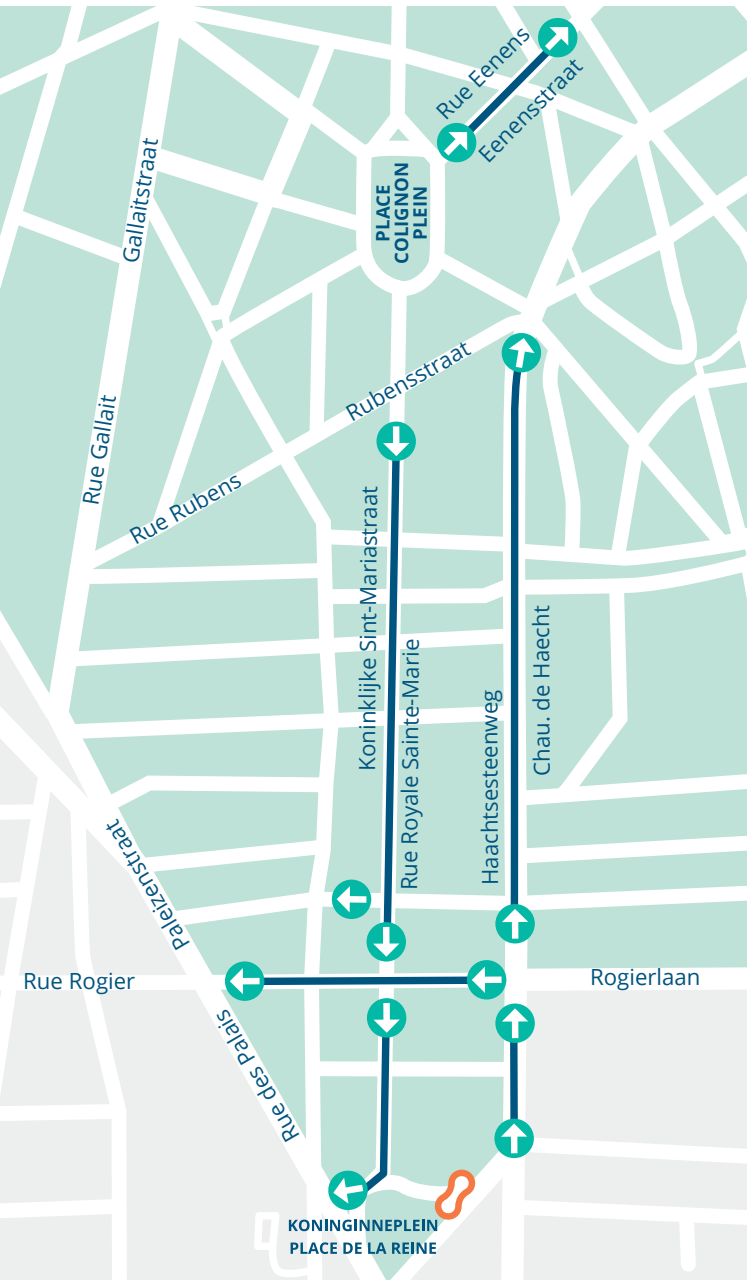 Rue Eenens
Eenensstraat
Gallaitstraat
PLACE
COLIGNON
PLEIN
Rubensstraat
Rue Gallait
Rue Rubens
Koninklijke Sint-Mariastraat
Rue Royale Sainte-Marie
Haachtsesteenweg
Chau. de Haecht
Paleizenstraat
Rue Rogier
Rogierlaan
Rue des Palais
KONINGINNEPLEIN
PLACE DE LA REINE